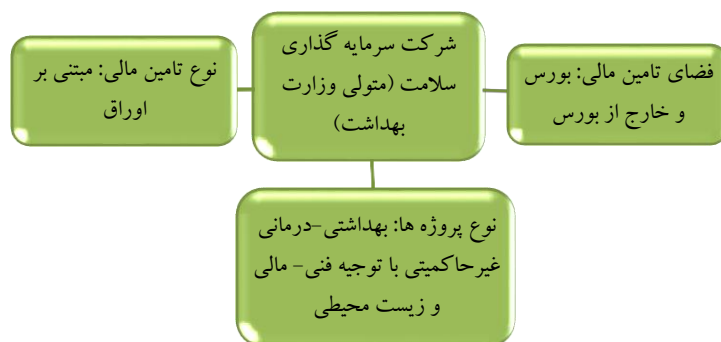 شرکت سرمایه گذاری
سلامت (متولی وزارت
بهداشت)
فضای تامین مالی: بورس
و خارج از بورس
نوع تامین مالی: مبتنی بر
اوراق
نوع پروژه ها: بهداشتی-درمانی
غیرحاکمیتی با توجیه فنی- مالی
و زیست محیطی